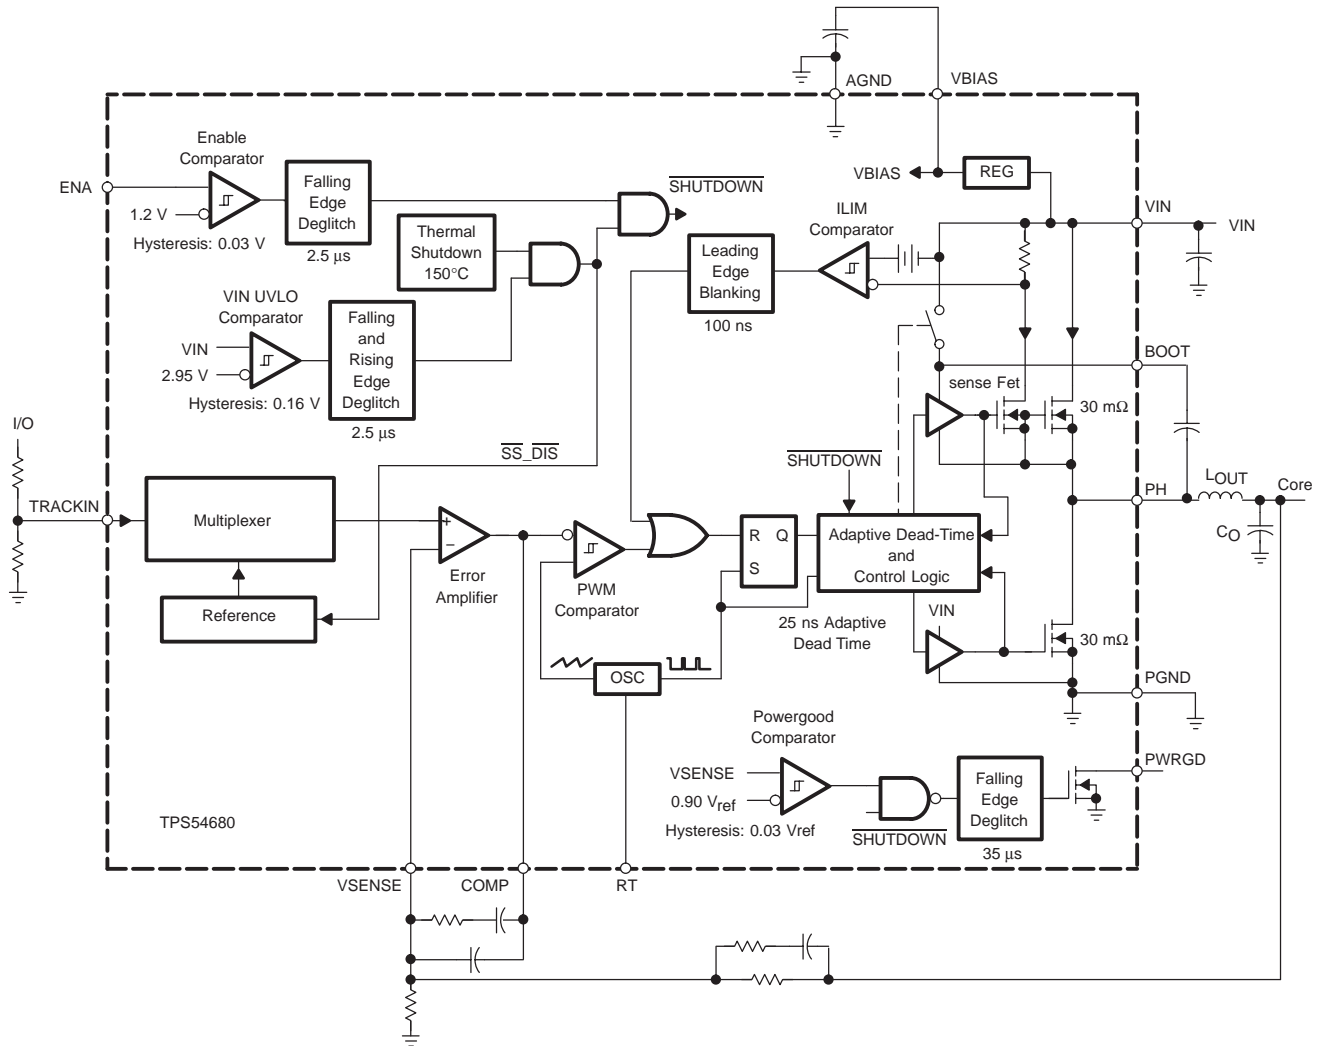 AGND
VBIAS
Enable
Comparator
ENA
1.2 V
Hysteresis: 0.03 V
Falling
Edge
Deglitch
2.5 μs
Thermal
Shutdown
150°C
SHUTDOWN
VBIAS
REG
ILIM
Comparator
Leading
Edge
Blanking
100 ns
VIN
VIN
VIN UVLO
Comparator
VIN
2.95 V
Hysteresis: 0.16 V
Falling
and
Rising
Edge
Deglitch
2.5 μs
BOOT
sense Fet
30 mΩ
I/O
SS_DIS
SHUTDOWN
TRACKIN
Multiplexer
Reference
+
−
Error
Amplifier
PWM
Comparator
R Q
S
Adaptive Dead-Time
and
Control Logic
25 ns Adaptive
Dead Time
PH
LOUT
Core
CO
VIN
30 mΩ
OSC
PGND
Powergood
Comparator
VSENSE
0.90 Vref
Hysteresis: 0.03 Vref
SHUTDOWN
Falling
Edge
Deglitch
35 μs
PWRGD
TPS54680
VSENSE
COMP
RT